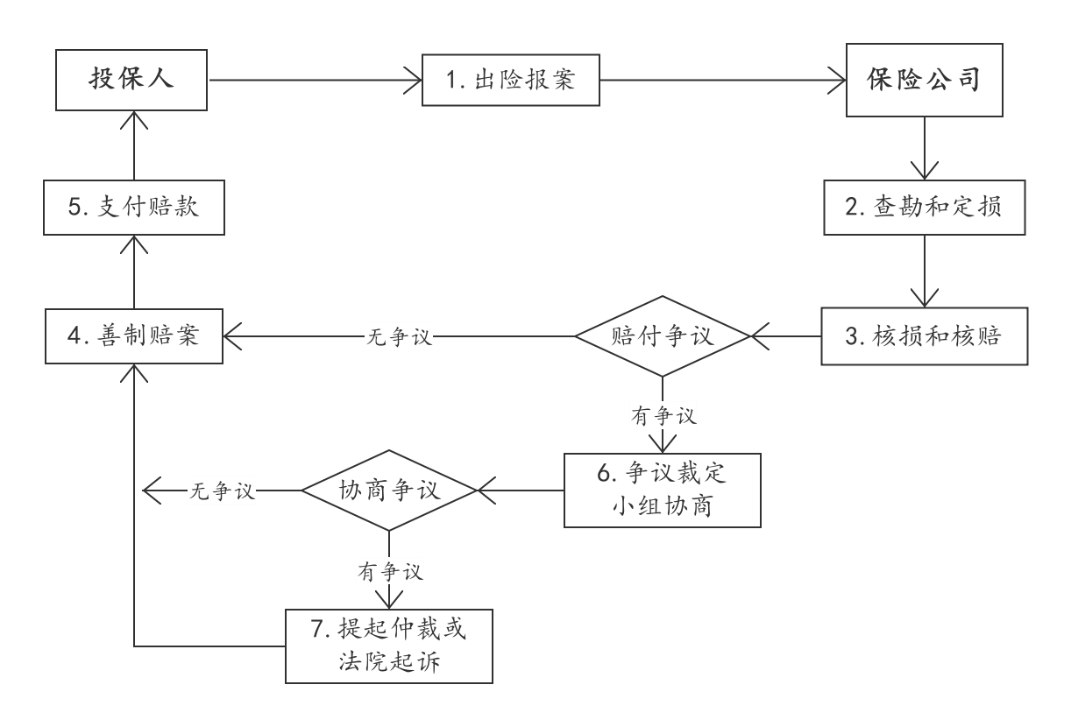 投保人
1.出险报案
保险公司
5.支付赔款
2.查勘和定损
4.善制赔案
无争议
赔付争议
3.核损和核赔
有争议
6.争议裁定
小组协商
无争议
协商争议
有争议
7.提起仲裁或
法院起诉